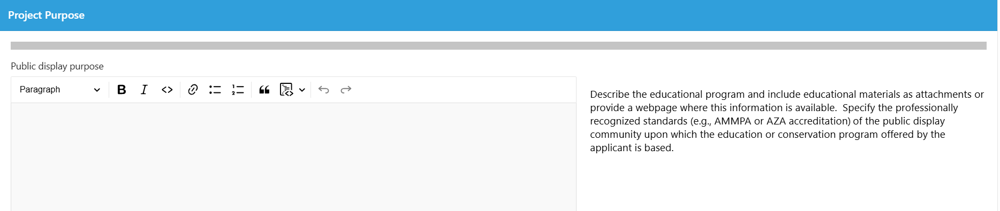 Project Purpose
Public display purpose
Paragraph
Describe the educational program and include educational materials as attachments or
provide a webpage where this information is available.  Specify the professionally
recognized standards (e.g., AMMPA or AZA accreditation) of the public display
community upon which the education or conservation program offered by the
applicant is based.